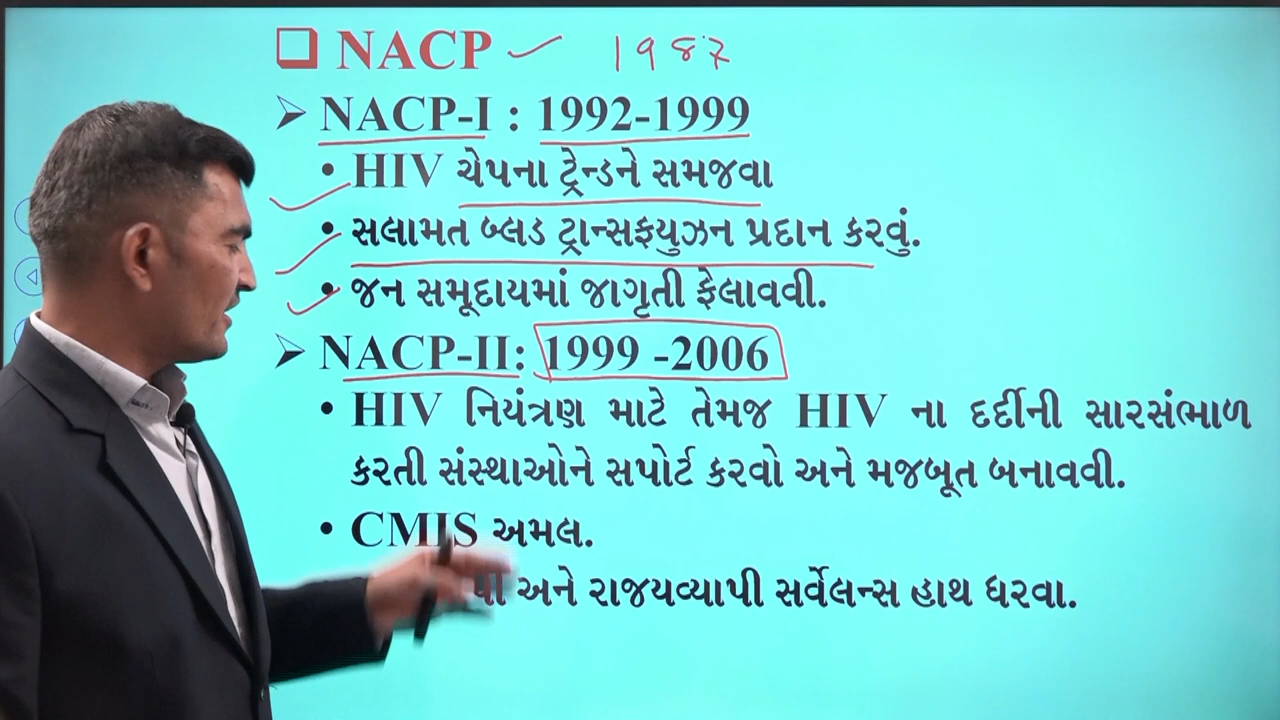 NACP 1987
NACP-I : 1992-1999
• HIV ચેપના ટ્રેન્ડને સમજવા
• સલામત બ્લડ ટ્રાન્સફયુઝન પ્રદાન કરવું.
• જન સમૂદાયમાં જાગૃતી ફેલાવવી.
NACP-II: 1999 -2006
• HIV નિયંત્રણ માટે તેમજ HIV ના દર્દીની સારસંભાળ
કરતી સંસ્થાઓને સપોર્ટ કરવો અને મજબૂત બનાવવી.
• CMIS અમલ.
અને રાજયવ્યાપી સર્વેલન્સ હાથ ધરવા.